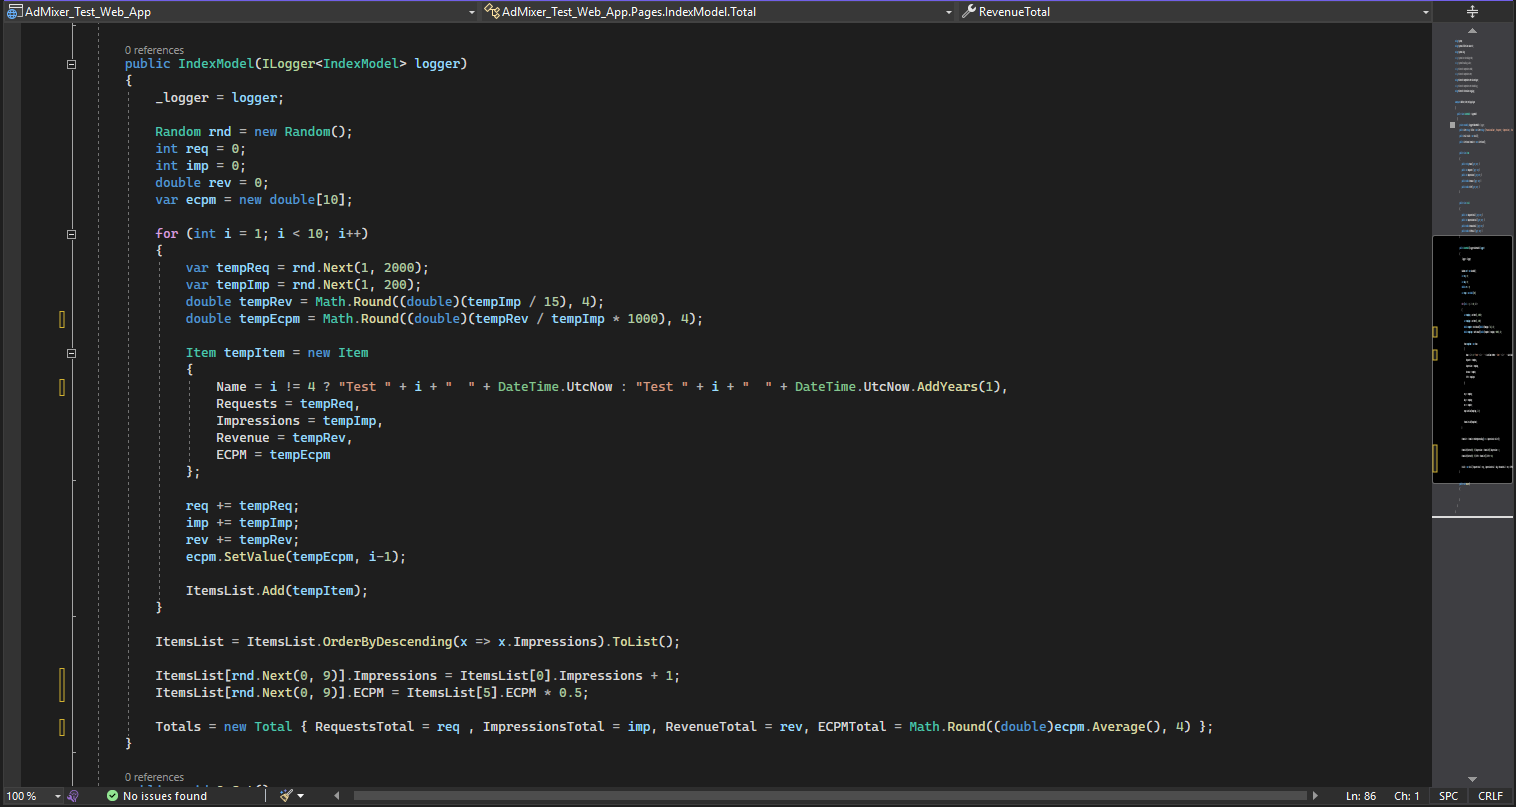 AdMixer_Test_Web_App AdMixer_Test_Web_App.Pages.IndexModel.Total RevenueTotal
0 references
public IndexModel(ILogger<IndexModel> logger)
{
_logger = logger;
Random rnd = new Random();
int req = 0;
int imp = 0;
double rev = 0;
var ecpm = new double[10];
for (int i = 1; i < 10; i++)
{
var tempReq = rnd.Next(1, 2000);
var tempImp = rnd.Next(1, 200);
double tempRev = Math.Round((double)(tempImp / 15), 4);
double tempEcpm = Math.Round((double)(tempRev / tempImp * 1000), 4);
Item tempItem = new Item
{
Name = i != 4 ? "Test " + i + "  " + DateTime.UtcNow : "Test " + i + "  " + DateTime.UtcNow.AddYears(1),
Requests = tempReq,
Impressions = tempImp,
Revenue = tempRev,
ECPM = tempEcpm
};
req += tempReq;
imp += tempImp;
rev += tempRev;
ecpm.SetValue(tempEcpm, i-1);
ItemsList.Add(tempItem);
}
ItemsList = ItemsList.OrderByDescending(x => x.Impressions).ToList();
ItemsList[rnd.Next(0, 9)].Impressions = ItemsList[0].Impressions + 1;
ItemsList[rnd.Next(0, 9)].ECPM = ItemsList[5].ECPM * 0.5;
Totals = new Total { RequestsTotal = req , ImpressionsTotal = imp, RevenueTotal = rev, ECPMTotal = Math.Round((double)ecpm.Average(), 4) };
}
0 references
100 % No issues found Ln: 86 Ch: 1 SPC CRLF